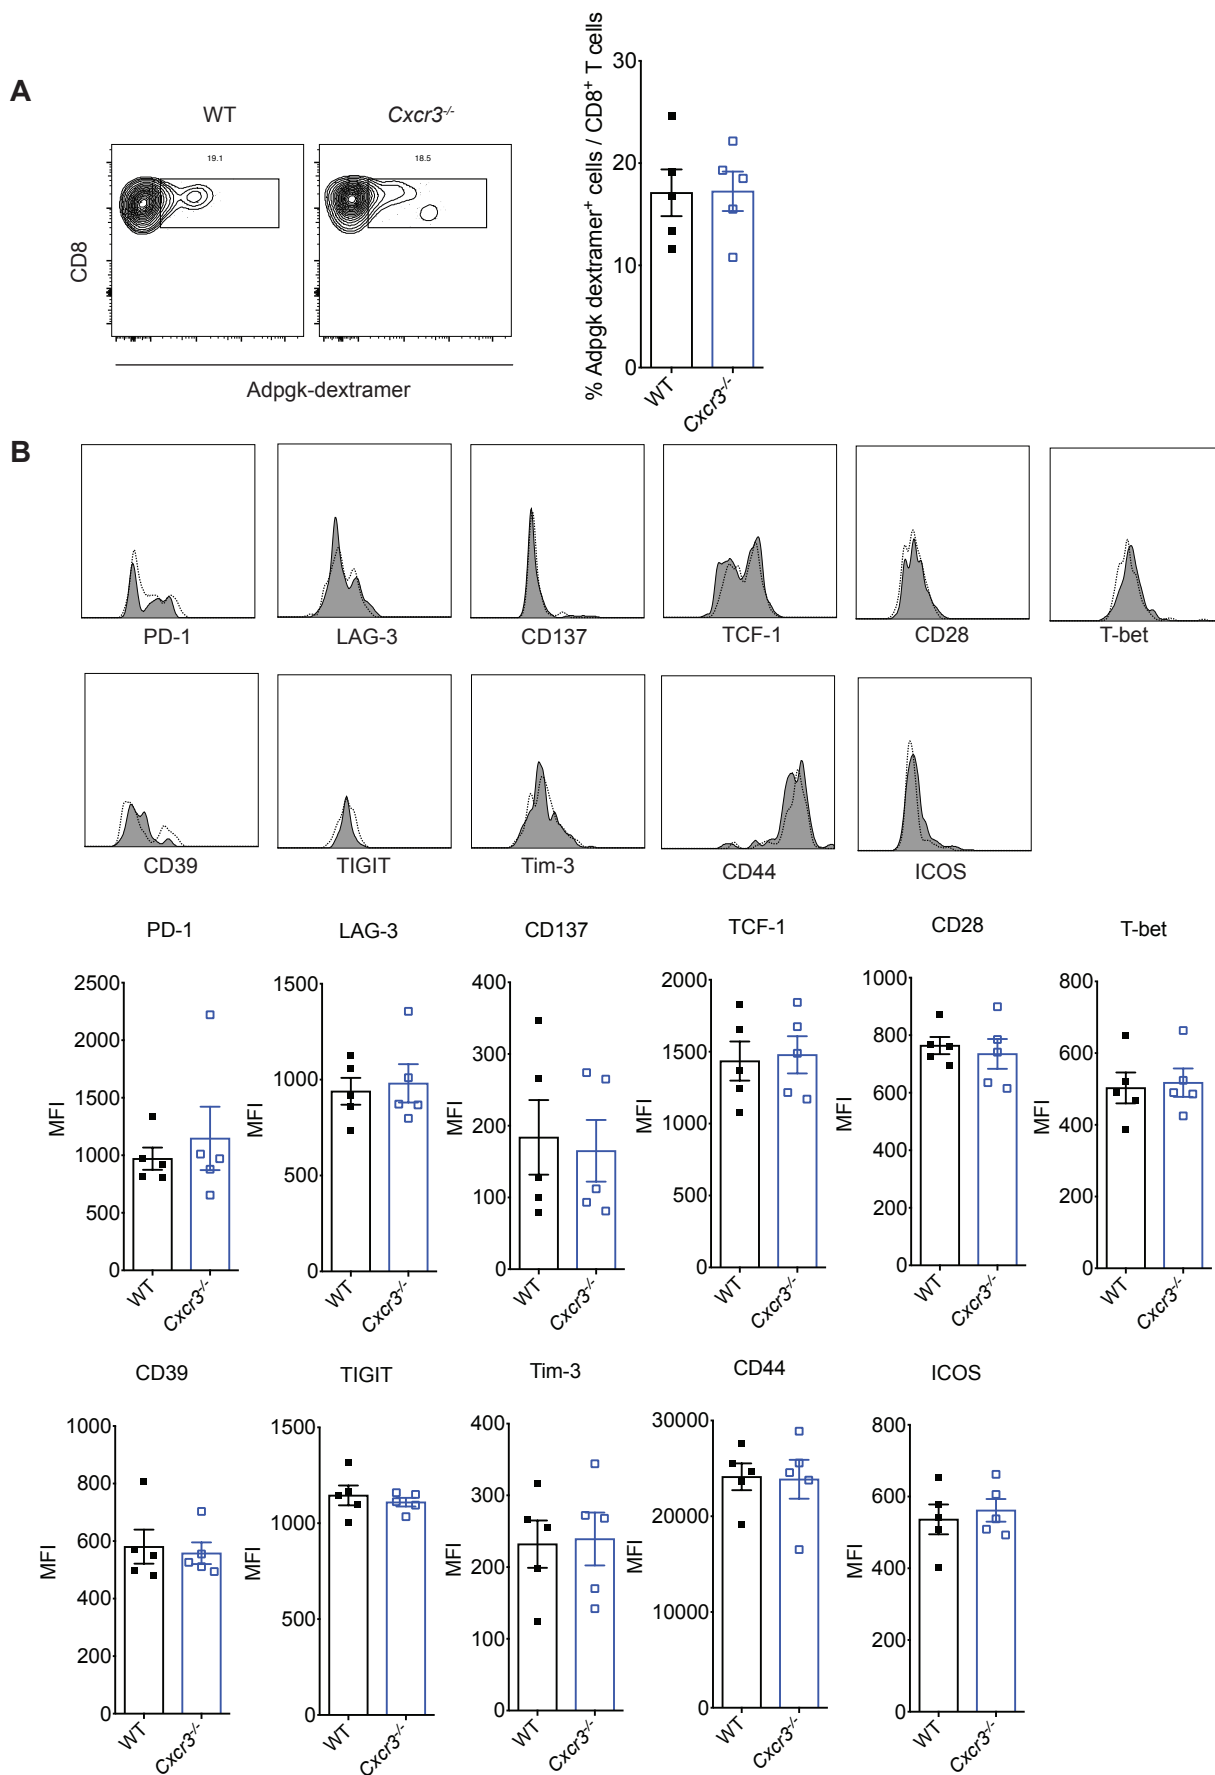 A
WT
Cxcr3-/-
19.1
18.5
CD8
Adpgk-dextramer
% Adpgk dextramer+ cells / CD8+ T cells
30
20
10
0
WT
Cxcr3-/-
B
PD-1
LAG-3
CD137
TCF-1
CD28
T-bet
CD39
TIGIT
Tim-3
CD44
ICOS
PD-1
MFI
2500
2000
1500
1000
500
0
WT
Cxcr3-/-
LAG-3
MFI
1500
1000
500
0
WT
Cxcr3-/-
CD137
MFI
400
300
200
100
0
WT
Cxcr3-/-
TCF-1
MFI
2000
1500
1000
500
0
WT
Cxcr3-/-
CD28
MFI
1000
800
600
400
200
0
WT
Cxcr3-/-
T-bet
MFI
800
600
400
200
0
WT
Cxcr3-/-
CD39
MFI
1000
800
600
400
200
0
WT
Cxcr3-/-
TIGIT
MFI
1500
1000
500
0
WT
Cxcr3-/-
Tim-3
MFI
400
300
200
100
0
WT
Cxcr3-/-
CD44
MFI
30000
20000
10000
0
WT
Cxcr3-/-
ICOS
MFI
800
600
400
200
0
WT
Cxcr3-/-